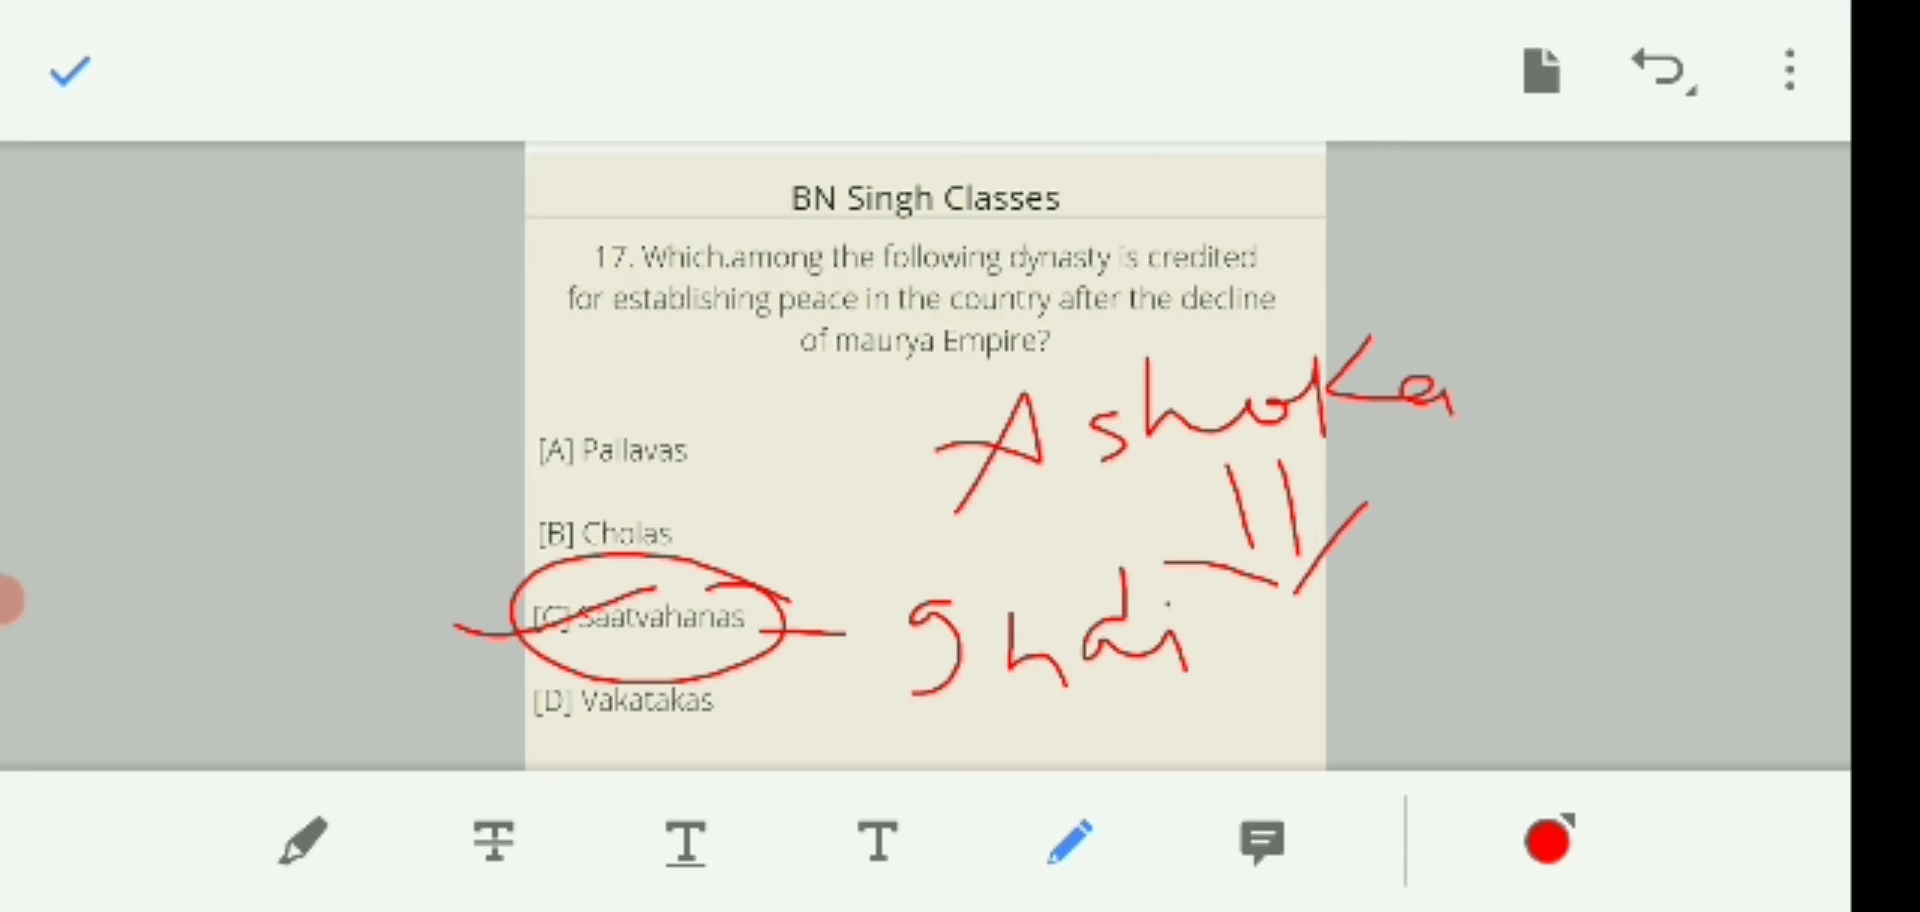 BN Singh Classes
17. Which.among the following dynasty is credited
for establishing peace in the country after the decline
of maurya Empire?
Ashoka
[A] Pallavas
[B] Cholas
[C] Saatvahanas
[D] Vakatakas